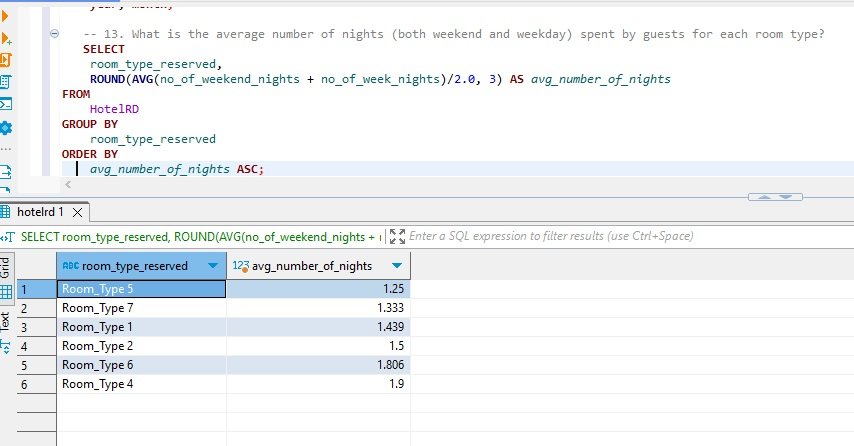 year, month;
-- 13. What is the average number of nights (both weekend and weekday) spent by guests for each room type?
SELECT
room_type_reserved,
ROUND(AVG(no_of_weekend_nights + no_of_week_nights)/2.0, 3) AS avg_number_of_nights
FROM
HotelRD
GROUP BY
room_type_reserved
ORDER BY
avg_number_of_nights ASC;
hotelrd 1
SELECT room_type_reserved, ROUND(AVG(no_of_weekend_nights + Enter a SQL expression to filter results (use Ctrl+Space)
Grid
Text
ABC room_type_reserved 123 avg_number_of_nights
1 Room_Type 5 1.25
2 Room_Type 7 1.333
3 Room_Type 1 1.439
4 Room_Type 2 1.5
5 Room_Type 6 1.806
6 Room_Type 4 1.9